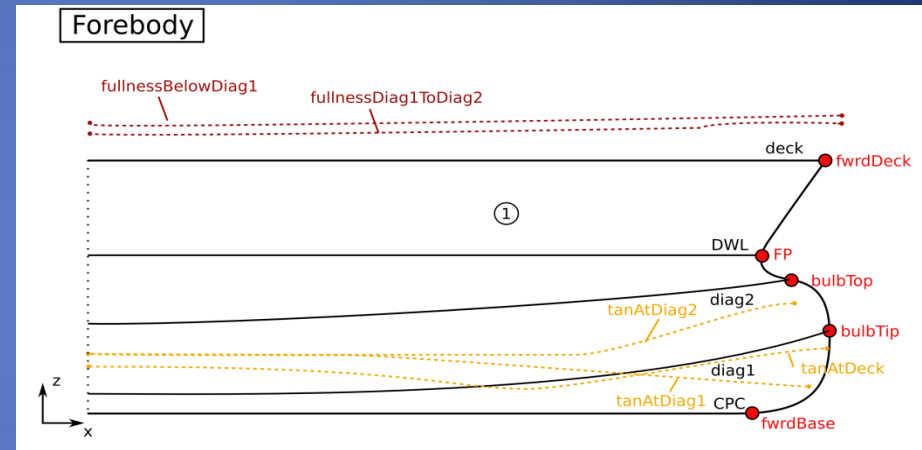 Forebody
fullnessBelowDiag1
fullnessDiag1ToDiag2
deck
fwrdDeck
1
DWL
FP
bulbTop
diag2
tanAtDiag2
bulbTip
diag1
tanAtDeck
z
tanAtDiag1
CPC
fwrdBase
x